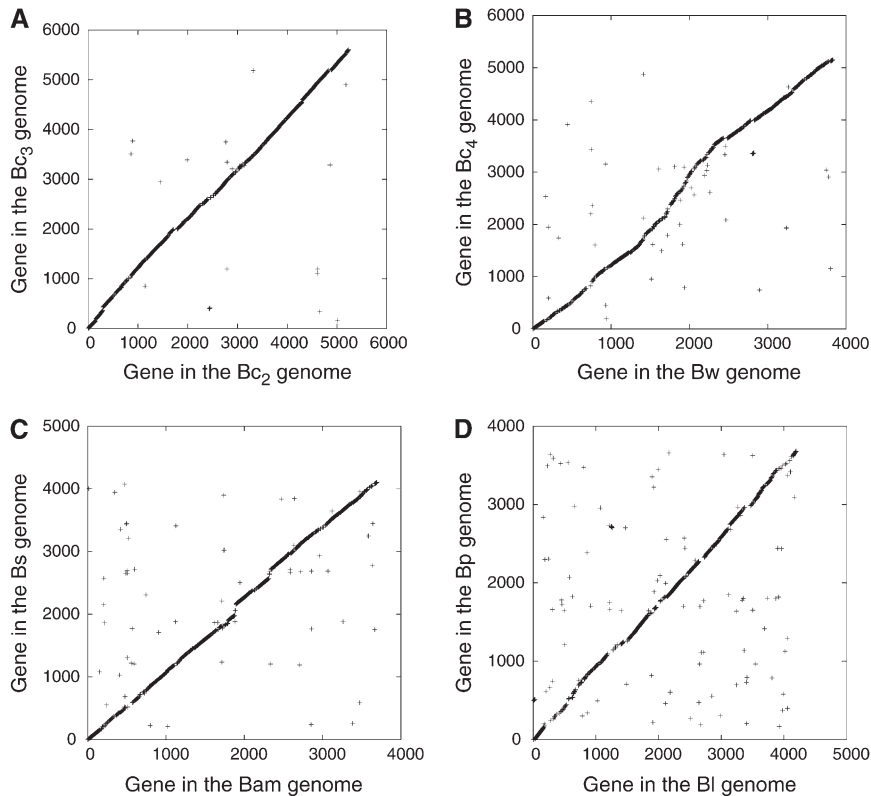 A
6000
5000
4000
3000
2000
1000
0
Gene in the Bc3 genome
0 1000 2000 3000 4000 5000 6000
Gene in the Bc2 genome
B
6000
5000
4000
3000
2000
1000
0
Gene in the Bc4 genome
0 1000 2000 3000 4000
Gene in the Bw genome
C
5000
4000
3000
2000
1000
0
Gene in the Bs genome
0 1000 2000 3000 4000
Gene in the Bam genome
D
4000
3000
2000
1000
0
Gene in the Bp genome
0 1000 2000 3000 4000 5000
Gene in the Bl genome